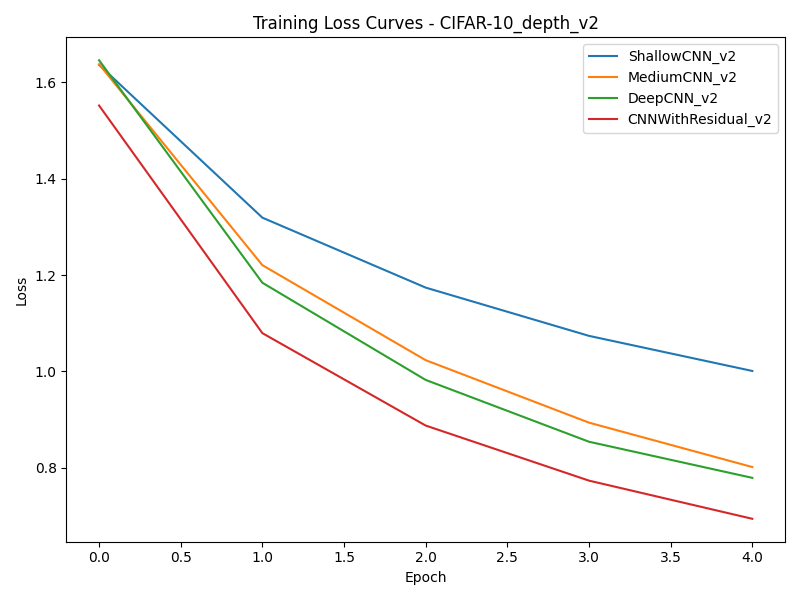 Training Loss Curves - CIFAR-10_depth_v2
ShallowCNN_v2
MediumCNN_v2
DeepCNN_v2
CNNWithResidual_v2
Loss
1.6
1.4
1.2
1.0
0.8
0.0 0.5 1.0 1.5 2.0 2.5 3.0 3.5 4.0
Epoch